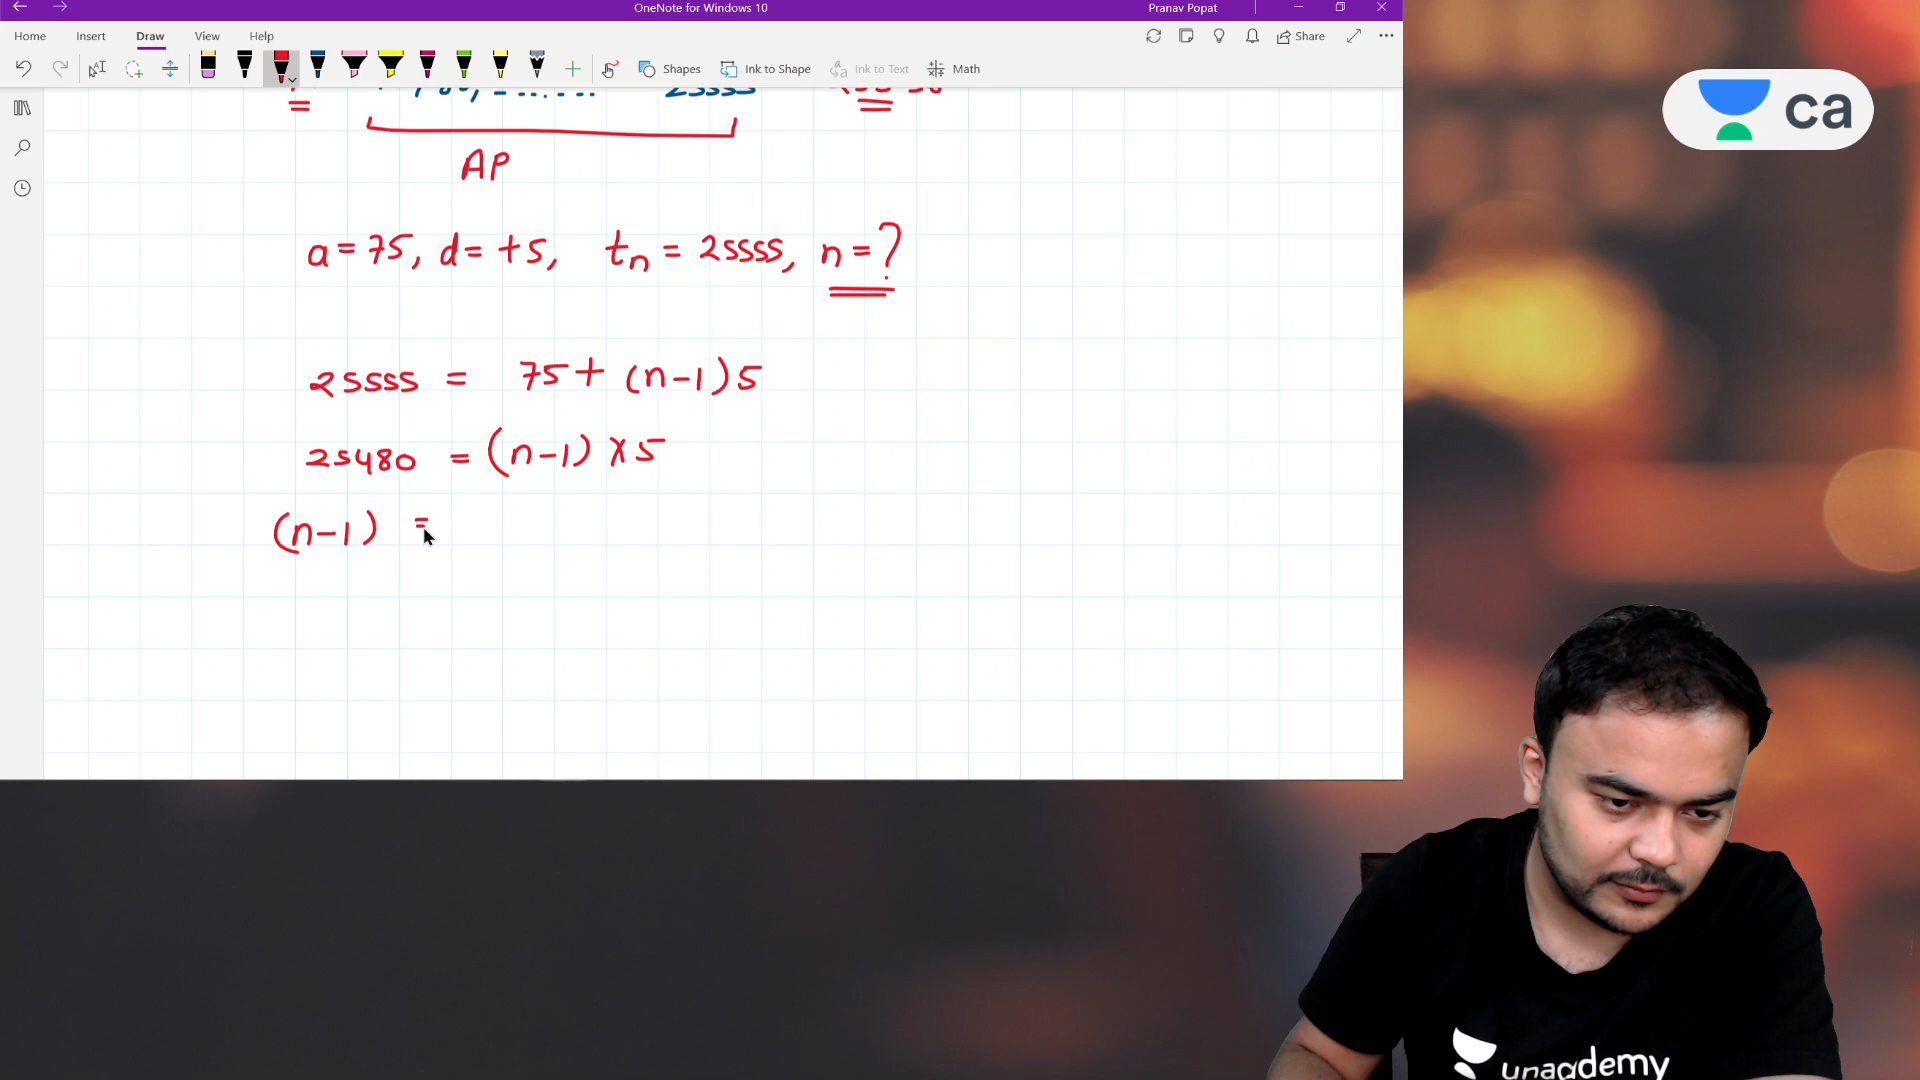 OneNote for Windows 10
Pranav Popat
Home Insert Draw View Help
Share
Shapes Ink to Shape Ink to Text Math
AP
a = 75, d = +5, tn = 25555, n = ?
25555 = 75 + (n-1)5
25480 = (n-1) × 5
(n-1) =
ca
unacademy